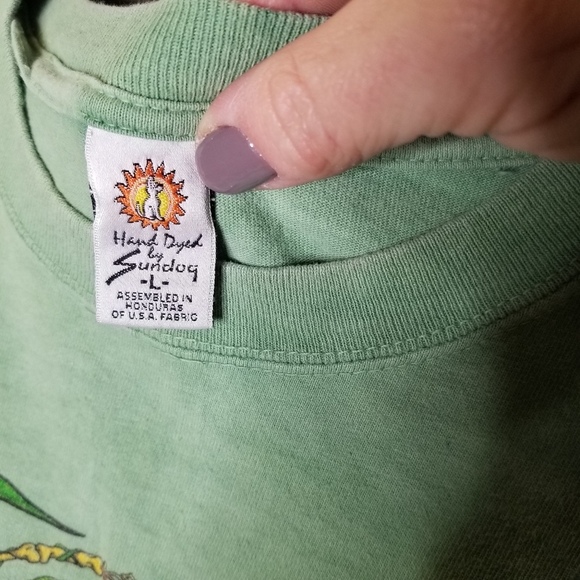 Hand Dyed
by
Sundog
-L-
ASSEMBLED IN
HONDURAS
OF U.S.A. FABRIC